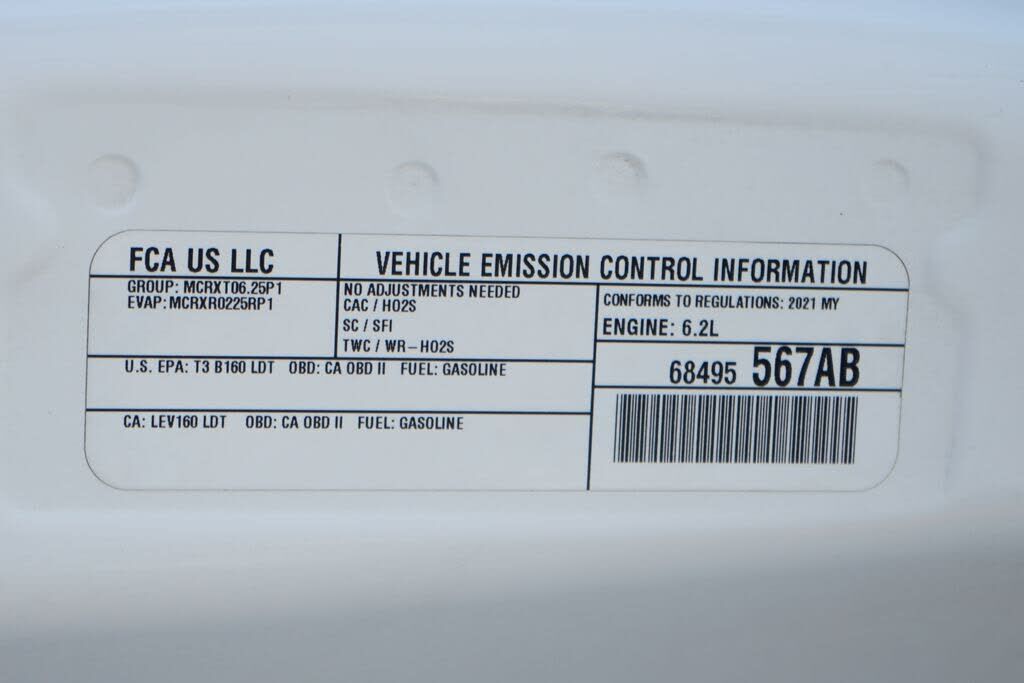 FCA US LLC
VEHICLE EMISSION CONTROL INFORMATION
GROUP: MCRXT06.25P1
EVAP: MCRXR0225RP1
NO ADJUSTMENTS NEEDED
CAC / HO2S
SC / SFI
TWC / WR-HO2S
CONFORMS TO REGULATIONS: 2021 MY
ENGINE: 6.2L
68495 567AB
U.S. EPA: T3 B160 LDT OBD: CA OBD II FUEL: GASOLINE
CA: LEV160 LDT OBD: CA OBD II FUEL: GASOLINE